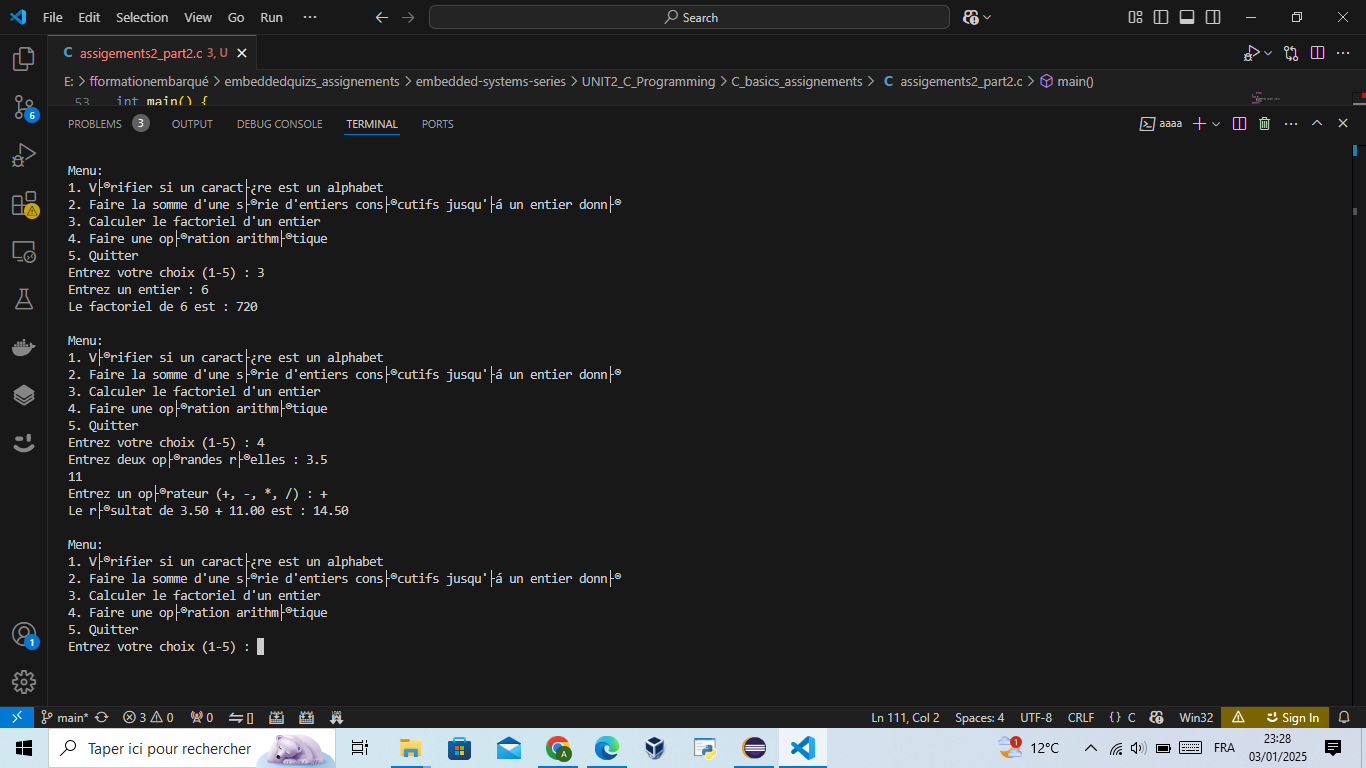 File Edit Selection View Go Run ··· Search
C assigements2_part2.c 3, U
E: > fformationembarqué > embeddedquizs_assignements > embedded-systems-series > UNIT2_C_Programming > C_basics_assignements > C assigements2_part2.c > main()
53 int main() {
PROBLEMS 3 OUTPUT DEBUG CONSOLE TERMINAL PORTS aaaa
Menu:
1. V├®rifier si un caract├¿re est un alphabet
2. Faire la somme d'une s├®rie d'entiers cons├®cutifs jusqu'├á un entier donn├®
3. Calculer le factoriel d'un entier
4. Faire une op├®ration arithm├®tique
5. Quitter
Entrez votre choix (1-5) : 3
Entrez un entier : 6
Le factoriel de 6 est : 720
Menu:
1. V├®rifier si un caract├¿re est un alphabet
2. Faire la somme d'une s├®rie d'entiers cons├®cutifs jusqu'├á un entier donn├®
3. Calculer le factoriel d'un entier
4. Faire une op├®ration arithm├®tique
5. Quitter
Entrez votre choix (1-5) : 4
Entrez deux op├®randes r├®elles : 3.5
11
Entrez un op├®rateur (+, -, *, /) : +
Le r├®sultat de 3.50 + 11.00 est : 14.50
Menu:
1. V├®rifier si un caract├¿re est un alphabet
2. Faire la somme d'une s├®rie d'entiers cons├®cutifs jusqu'├á un entier donn├®
3. Calculer le factoriel d'un entier
4. Faire une op├®ration arithm├®tique
5. Quitter
Entrez votre choix (1-5) :
6
1
main* 3 0 0 [] Ln 111, Col 2 Spaces: 4 UTF-8 CRLF {} C Win32 Sign In
Taper ici pour rechercher A 1 12°C FRA 23:28
03/01/2025